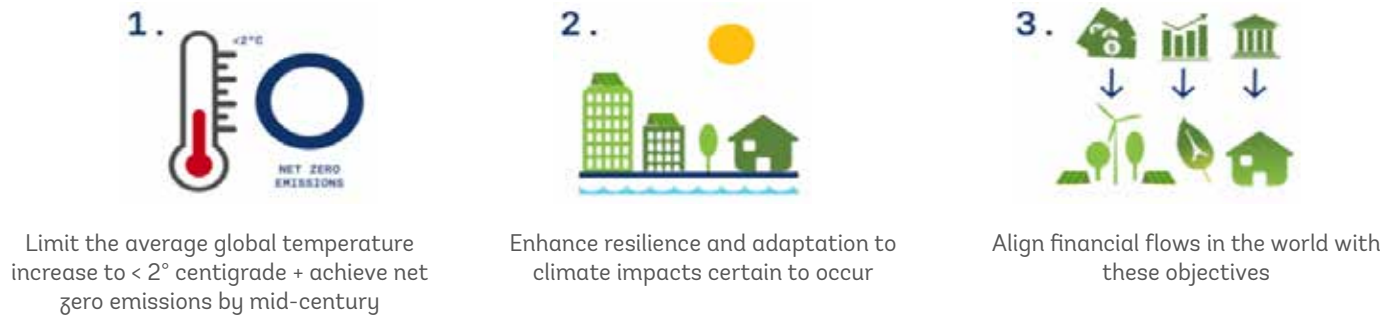 1.
<2°C
NET ZERO
EMISSIONS
Limit the average global temperature
increase to < 2° centigrade + achieve net
zero emissions by mid-century
2.
Enhance resilience and adaptation to
climate impacts certain to occur
3.
Align financial flows in the world with
these objectives